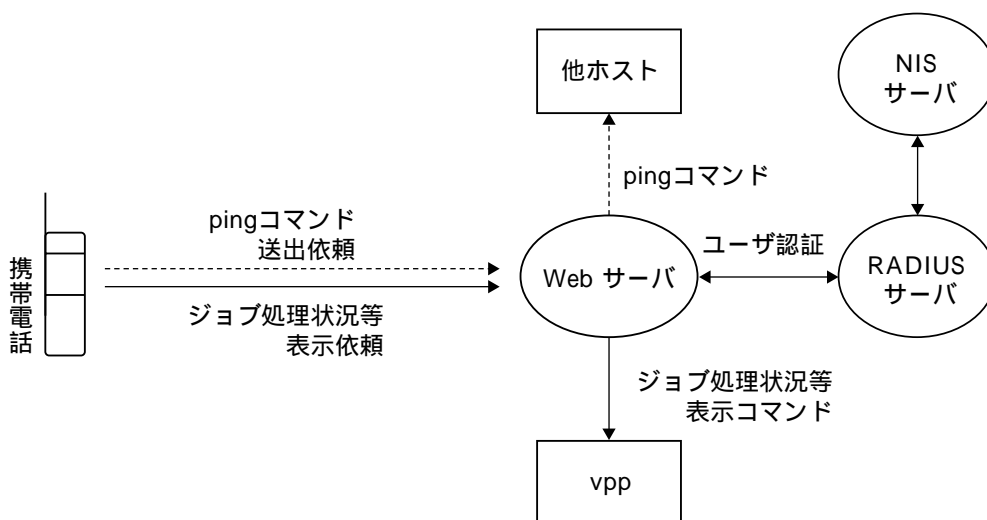 他ホスト
NIS
サーバ
pingコマンド
pingコマンド
送出依頼
ユーザ認証
携帯電話
Web サーバ
RADIUS
サーバ
ジョブ処理状況等
表示依頼
ジョブ処理状況等
表示コマンド
vpp